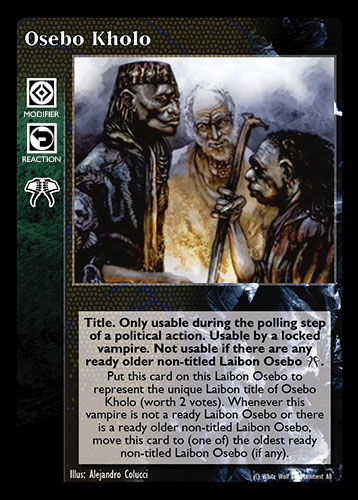 Osebo Kholo
MODIFIER
REACTION
Title. Only usable during the polling step
of a political action. Usable by a locked
vampire. Not usable if there are any
ready older non-titled Laibon Osebo .
Put this card on this Laibon Osebo to
represent the unique Laibon title of Osebo
Kholo (worth 2 votes). Whenever this
vampire is not a ready Laibon Osebo or there
is a ready older non-titled Laibon Osebo,
move this card to (one of) the oldest ready
non-titled Laibon Osebo (if any).
Illus: Alejandro Colucci
(C) White Wolf Entertainment AB